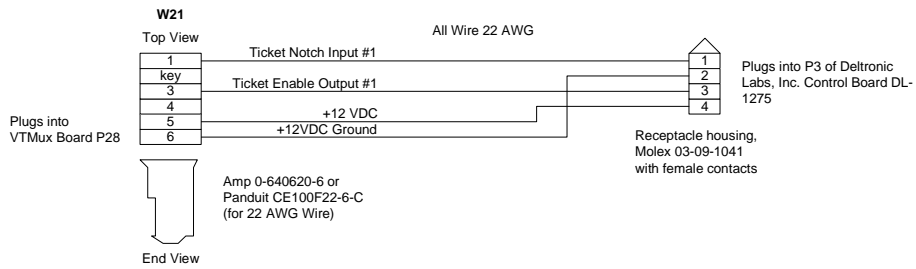 W21
Top View
All Wire 22 AWG
1
key
3
4
5
6
Ticket Notch Input #1
Ticket Enable Output #1
+12 VDC
+12VDC Ground
1
2
3
4
Plugs into P3 of Deltronic
Labs, Inc. Control Board DL-
1275
Plugs into
VTMux Board P28
Receptacle housing,
Molex 03-09-1041
with female contacts
Amp 0-640620-6 or
Panduit CE100F22-6-C
(for 22 AWG Wire)
End View